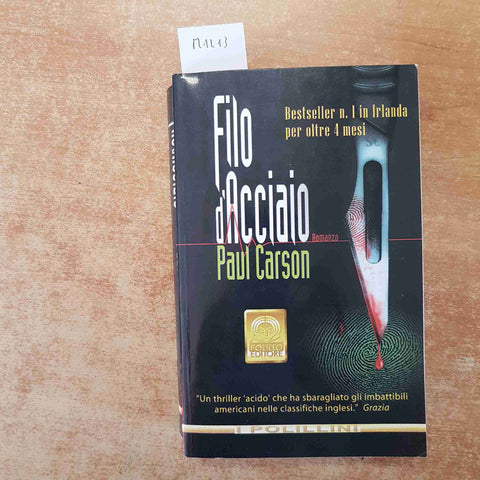 M1213
Bestseller n. 1 in Irlanda
per oltre 4 mesi
Filo
d'Acciaio
Romanzo
Paul Carson
POLILLO
EDITORE
"Un thriller 'acido' che ha sbaragliato gli imbattibili
americani nelle classifiche inglesi." Grazia
I POLILLINI